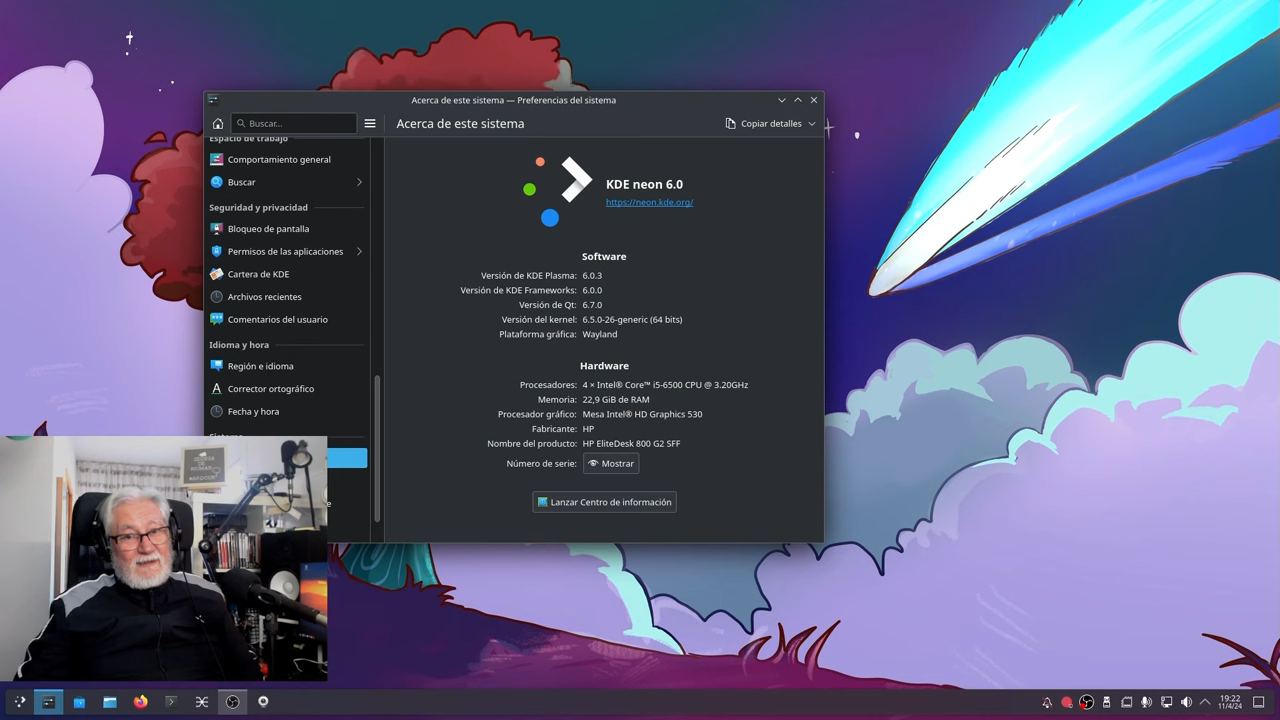 Acerca de este sistema — Preferencias del sistema
Buscar...
Acerca de este sistema
Copiar detalles
Espacio de trabajo
Comportamiento general
Buscar
Seguridad y privacidad
Bloqueo de pantalla
Permisos de las aplicaciones
Cartera de KDE
Archivos recientes
Comentarios del usuario
Idioma y hora
Región e idioma
Corrector ortográfico
Fecha y hora
KDE neon 6.0
https://neon.kde.org/
Software
Versión de KDE Plasma: 6.0.3
Versión de KDE Frameworks: 6.0.0
Versión de Qt: 6.7.0
Versión del kernel: 6.5.0-26-generic (64 bits)
Plataforma gráfica: Wayland
Hardware
Procesadores: 4 × Intel® Core™ i5-6500 CPU @ 3.20GHz
Memoria: 22,9 GiB de RAM
Procesador gráfico: Mesa Intel® HD Graphics 530
Fabricante: HP
Nombre del producto: HP EliteDesk 800 G2 SFF
Número de serie: Mostrar
Lanzar Centro de información
19:22
11/4/24